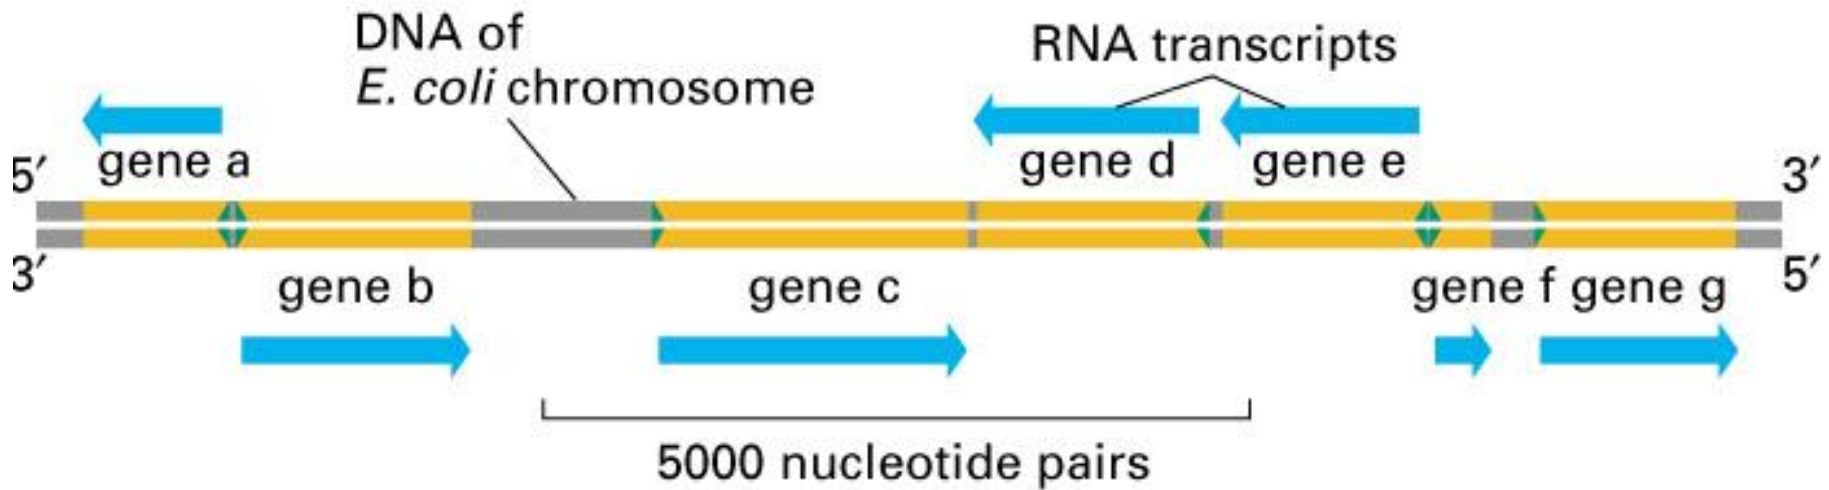 DNA of
E. coli chromosome
RNA transcripts
gene a
gene d
gene e
5′
3′
3′
5′
gene b
gene c
gene f gene g
5000 nucleotide pairs